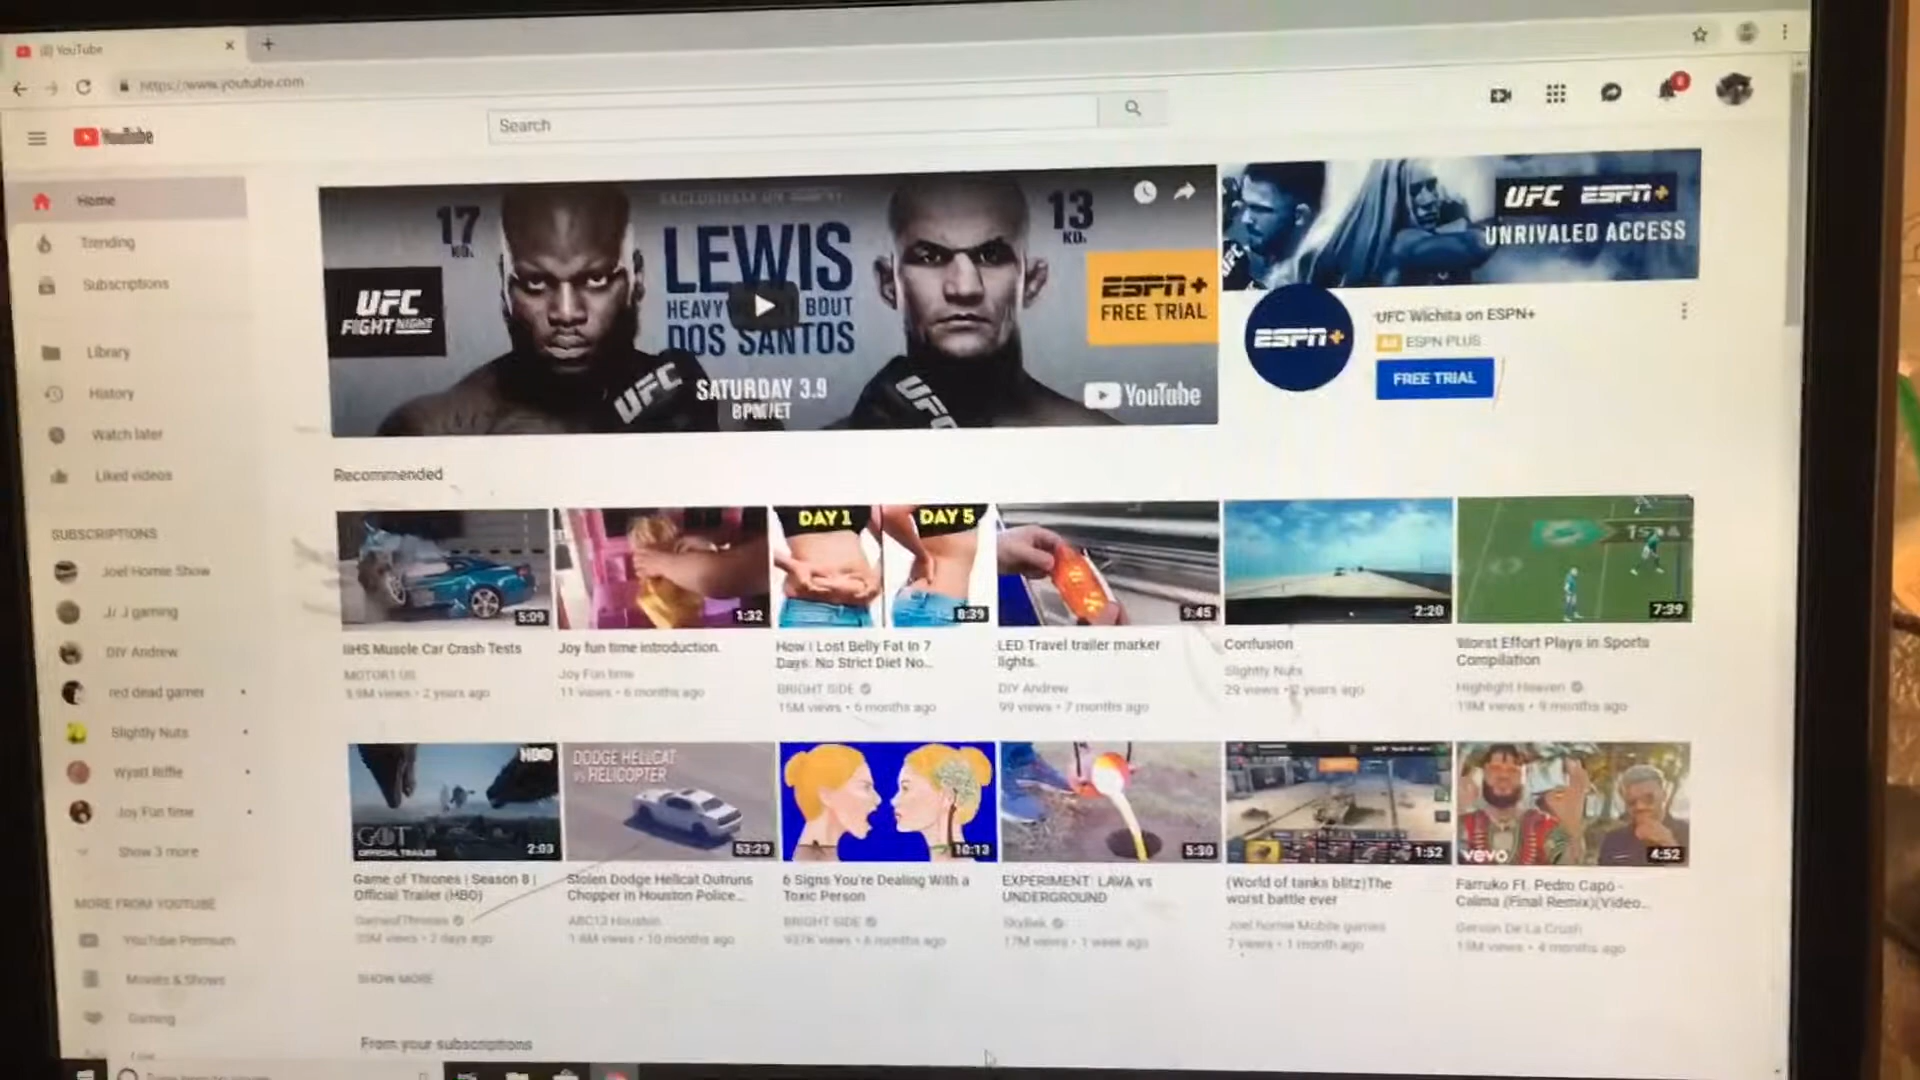 (8) YouTube
https://www.youtube.com
YouTube
Search
8
Home
Trending
Subscriptions
Library
History
Watch later
Liked videos
SUBSCRIPTIONS
Joel Homie Show
Jr J gaming
DIY Andrew
red dead gamer
Slightly Nuts
Wyatt Riffle
Joy Fun time
Show 3 more
MORE FROM YOUTUBE
YouTube Premium
Movies & Shows
Gaming
Live
17
KO.
EXCLUSIVELY ON
LEWIS
HEAVY BOUT
DOS SANTOS
SATURDAY 3.9
8PM/ET
UFC
FIGHT NIGHT
UFC
UFC
13
KO.
ESPN+
FREE TRIAL
YouTube
UFC ESPN+
UNRIVALED ACCESS
UFC
ESPN+
UFC Wichita on ESPN+
Ad ESPN PLUS
FREE TRIAL
Recommended
5:09
IIHS Muscle Car Crash Tests
views • 2 years ago
1:32
Joy fun time introduction.
Joy Fun time
11 views • 6 months ago
DAY 1
DAY 5
8:39
How I Lost Belly Fat In 7
Days: No Strict Diet No...
BRIGHT SIDE
15M views • 6 months ago
9:45
LED Travel trailer marker
lights.
DIY Andrew
99 views • 7 months ago
2:20
Confusion
Slightly Nuts
29 views • 2 years ago
7:39
Worst Effort Plays in Sports
Compilation
Highlight Heaven
19M views • 9 months ago
HBO
GOT
OFFICIAL TRAILER
2:03
Game of Thrones | Season 8 |
Official Trailer (HBO)
GameofThrones
views • 2 days ago
DODGE HELLCAT
VS HELICOPTER
53:29
Stolen Dodge Hellcat Outruns
Chopper in Houston Police...
ABC13 Houston
1.6M views • 10 months ago
10:13
6 Signs You're Dealing With a
Toxic Person
BRIGHT SIDE
937K views • 6 months ago
5:30
EXPERIMENT: LAVA vs
UNDERGROUND
17M views • 1 week ago
1:52
(World of tanks blitz)The
worst battle ever
Joel homie Mobile games
7 views • 1 month ago
vevo
4:52
Farruko Ft. Pedro Capó -
Calma (Final Remix)(Video...
Gerson De La Crush
views • 4 months ago
SHOW MORE
From your subscriptions